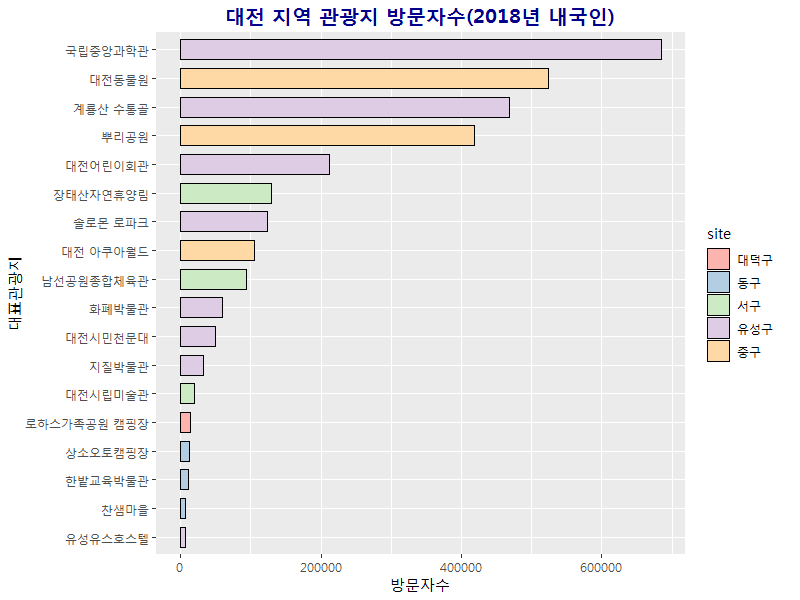 대전 지역 관광지 방문자수(2018년 내국인)
대표관광지
국립중앙과학관
대전동물원
계룡산 수통골
뿌리공원
대전어린이회관
장태산자연휴양림
솔로몬 로파크
대전 아쿠아월드
남선공원종합체육관
화폐박물관
대전시민천문대
지질박물관
대전시립미술관
로하스가족공원 캠핑장
상소오토캠핑장
한밭교육박물관
찬샘마을
유성유스호스텔
0 200000 400000 600000
방문자수
site
대덕구
동구
서구
유성구
중구